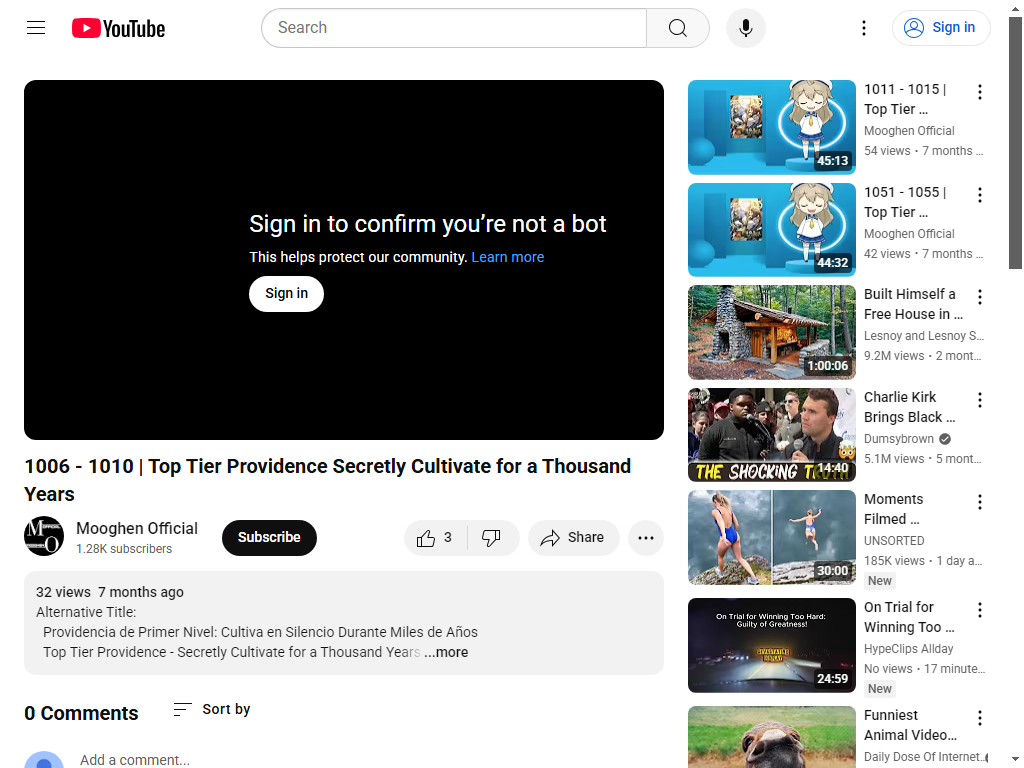 YouTube
Search
Sign in
Sign in to confirm you’re not a bot
This helps protect our community. Learn more
Sign in
1006 - 1010 | Top Tier Providence Secretly Cultivate for a Thousand
Years
Mooghen Official
1.28K subscribers
Subscribe
3
Share
32 views 7 months ago
Alternative Title:
Providencia de Primer Nivel: Cultiva en Silencio Durante Miles de Años
Top Tier Providence - Secretly Cultivate for a Thousand Years ...more
0 Comments
Sort by
Add a comment...
45:13
1011 - 1015 |
Top Tier ...
Mooghen Official
54 views • 7 months ...
44:32
1051 - 1055 |
Top Tier ...
Mooghen Official
42 views • 7 months ...
1:00:06
Built Himself a
Free House in ...
Lesnoy and Lesnoy S...
9.2M views • 2 mont...
THE SHOCKING
14:40
Charlie Kirk
Brings Black ...
Dumsybrown
5.1M views • 5 mont...
30:00
Moments
Filmed ...
UNSORTED
185K views • 1 day a...
New
On Trial for Winning Too Hard:
Guilty of Greatness!
24:59
On Trial for
Winning Too ...
HypeClips Allday
No views • 17 minute...
New
Funniest
Animal Video...
Daily Dose Of Internet...